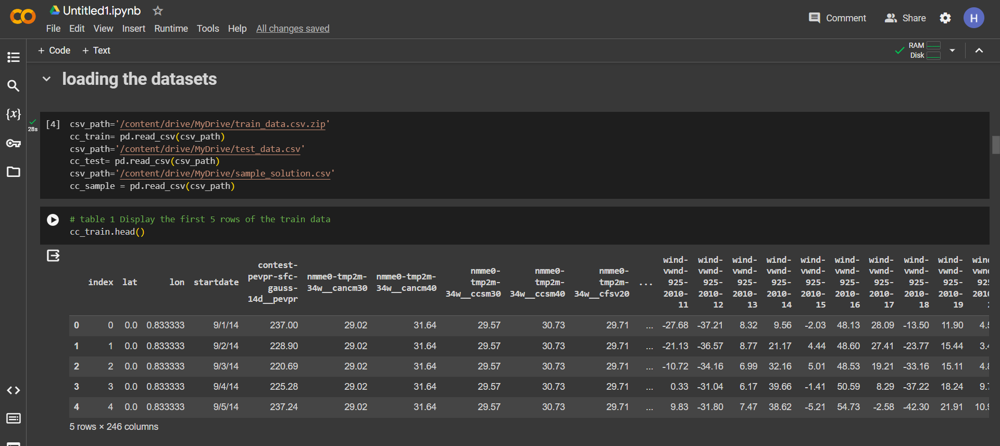 Untitled1.ipynb
File Edit View Insert Runtime Tools Help All changes saved
Comment Share H
+ Code + Text
RAM
Disk
loading the datasets
28s
[4] csv_path='/content/drive/MyDrive/train_data.csv.zip'
cc_train= pd.read_csv(csv_path)
csv_path='/content/drive/MyDrive/test_data.csv'
cc_test= pd.read_csv(csv_path)
csv_path='/content/drive/MyDrive/sample_solution.csv'
cc_sample = pd.read_csv(csv_path)
# table 1 Display the first 5 rows of the train data
cc_train.head()
index lat lon startdate contest-pevpr-sfc-gauss-14d__pevpr nmme0-tmp2m-34w__cancm30 nmme0-tmp2m-34w__cancm40 nmme0-tmp2m-34w__ccsm30 nmme0-tmp2m-34w__ccsm40 nmme0-tmp2m-34w__cfsv20 ... wind-vwnd-925-2010-11 wind-vwnd-925-2010-12 wind-vwnd-925-2010-13 wind-vwnd-925-2010-14 wind-vwnd-925-2010-15 wind-vwnd-925-2010-16 wind-vwnd-925-2010-17 wind-vwnd-925-2010-18 wind-vwnd-925-2010-19
0 0 0.0 0.833333 9/1/14 237.00 29.02 31.64 29.57 30.73 29.71 ... -27.68 -37.21 8.32 9.56 -2.03 48.13 28.09 -13.50 11.90
1 1 0.0 0.833333 9/2/14 228.90 29.02 31.64 29.57 30.73 29.71 ... -21.13 -36.57 8.77 21.17 4.44 48.60 27.41 -23.77 15.44
2 2 0.0 0.833333 9/3/14 220.69 29.02 31.64 29.57 30.73 29.71 ... -10.72 -34.16 6.99 32.16 5.01 48.53 19.21 -33.16 15.11
3 3 0.0 0.833333 9/4/14 225.28 29.02 31.64 29.57 30.73 29.71 ... 0.33 -31.04 6.17 39.66 -1.41 50.59 8.29 -37.22 18.24
4 4 0.0 0.833333 9/5/14 237.24 29.02 31.64 29.57 30.73 29.71 ... 9.83 -31.80 7.47 38.62 -5.21 54.73 -2.58 -42.30 21.91
5 rows × 246 columns